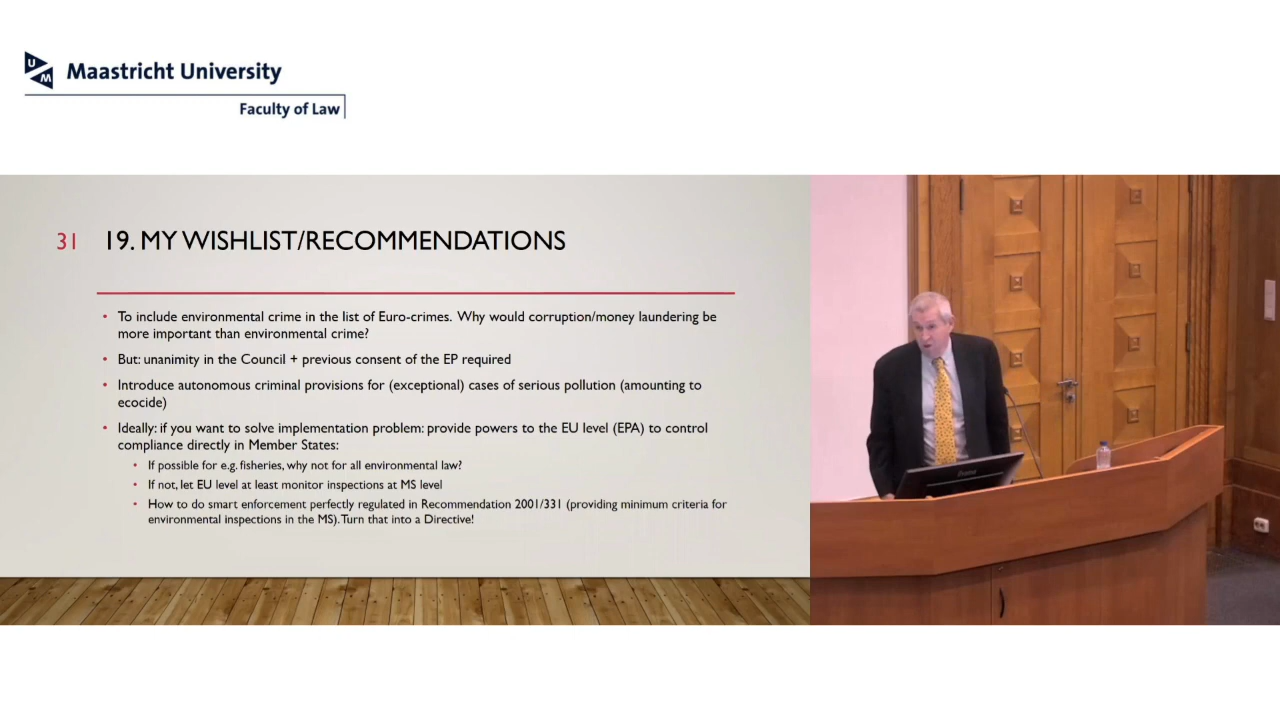 U
M
Maastricht University
Faculty of Law
31 19. MY WISHLIST/RECOMMENDATIONS
• To include environmental crime in the list of Euro-crimes. Why would corruption/money laundering be
more important than environmental crime?
• But: unanimity in the Council + previous consent of the EP required
• Introduce autonomous criminal provisions for (exceptional) cases of serious pollution (amounting to
ecocide)
• Ideally: if you want to solve implementation problem: provide powers to the EU level (EPA) to control
compliance directly in Member States:
• If possible for e.g. fisheries, why not for all environmental law?
• If not, let EU level at least monitor inspections at MS level
• How to do smart enforcement perfectly regulated in Recommendation 2001/331 (providing minimum criteria for
environmental inspections in the MS). Turn that into a Directive!